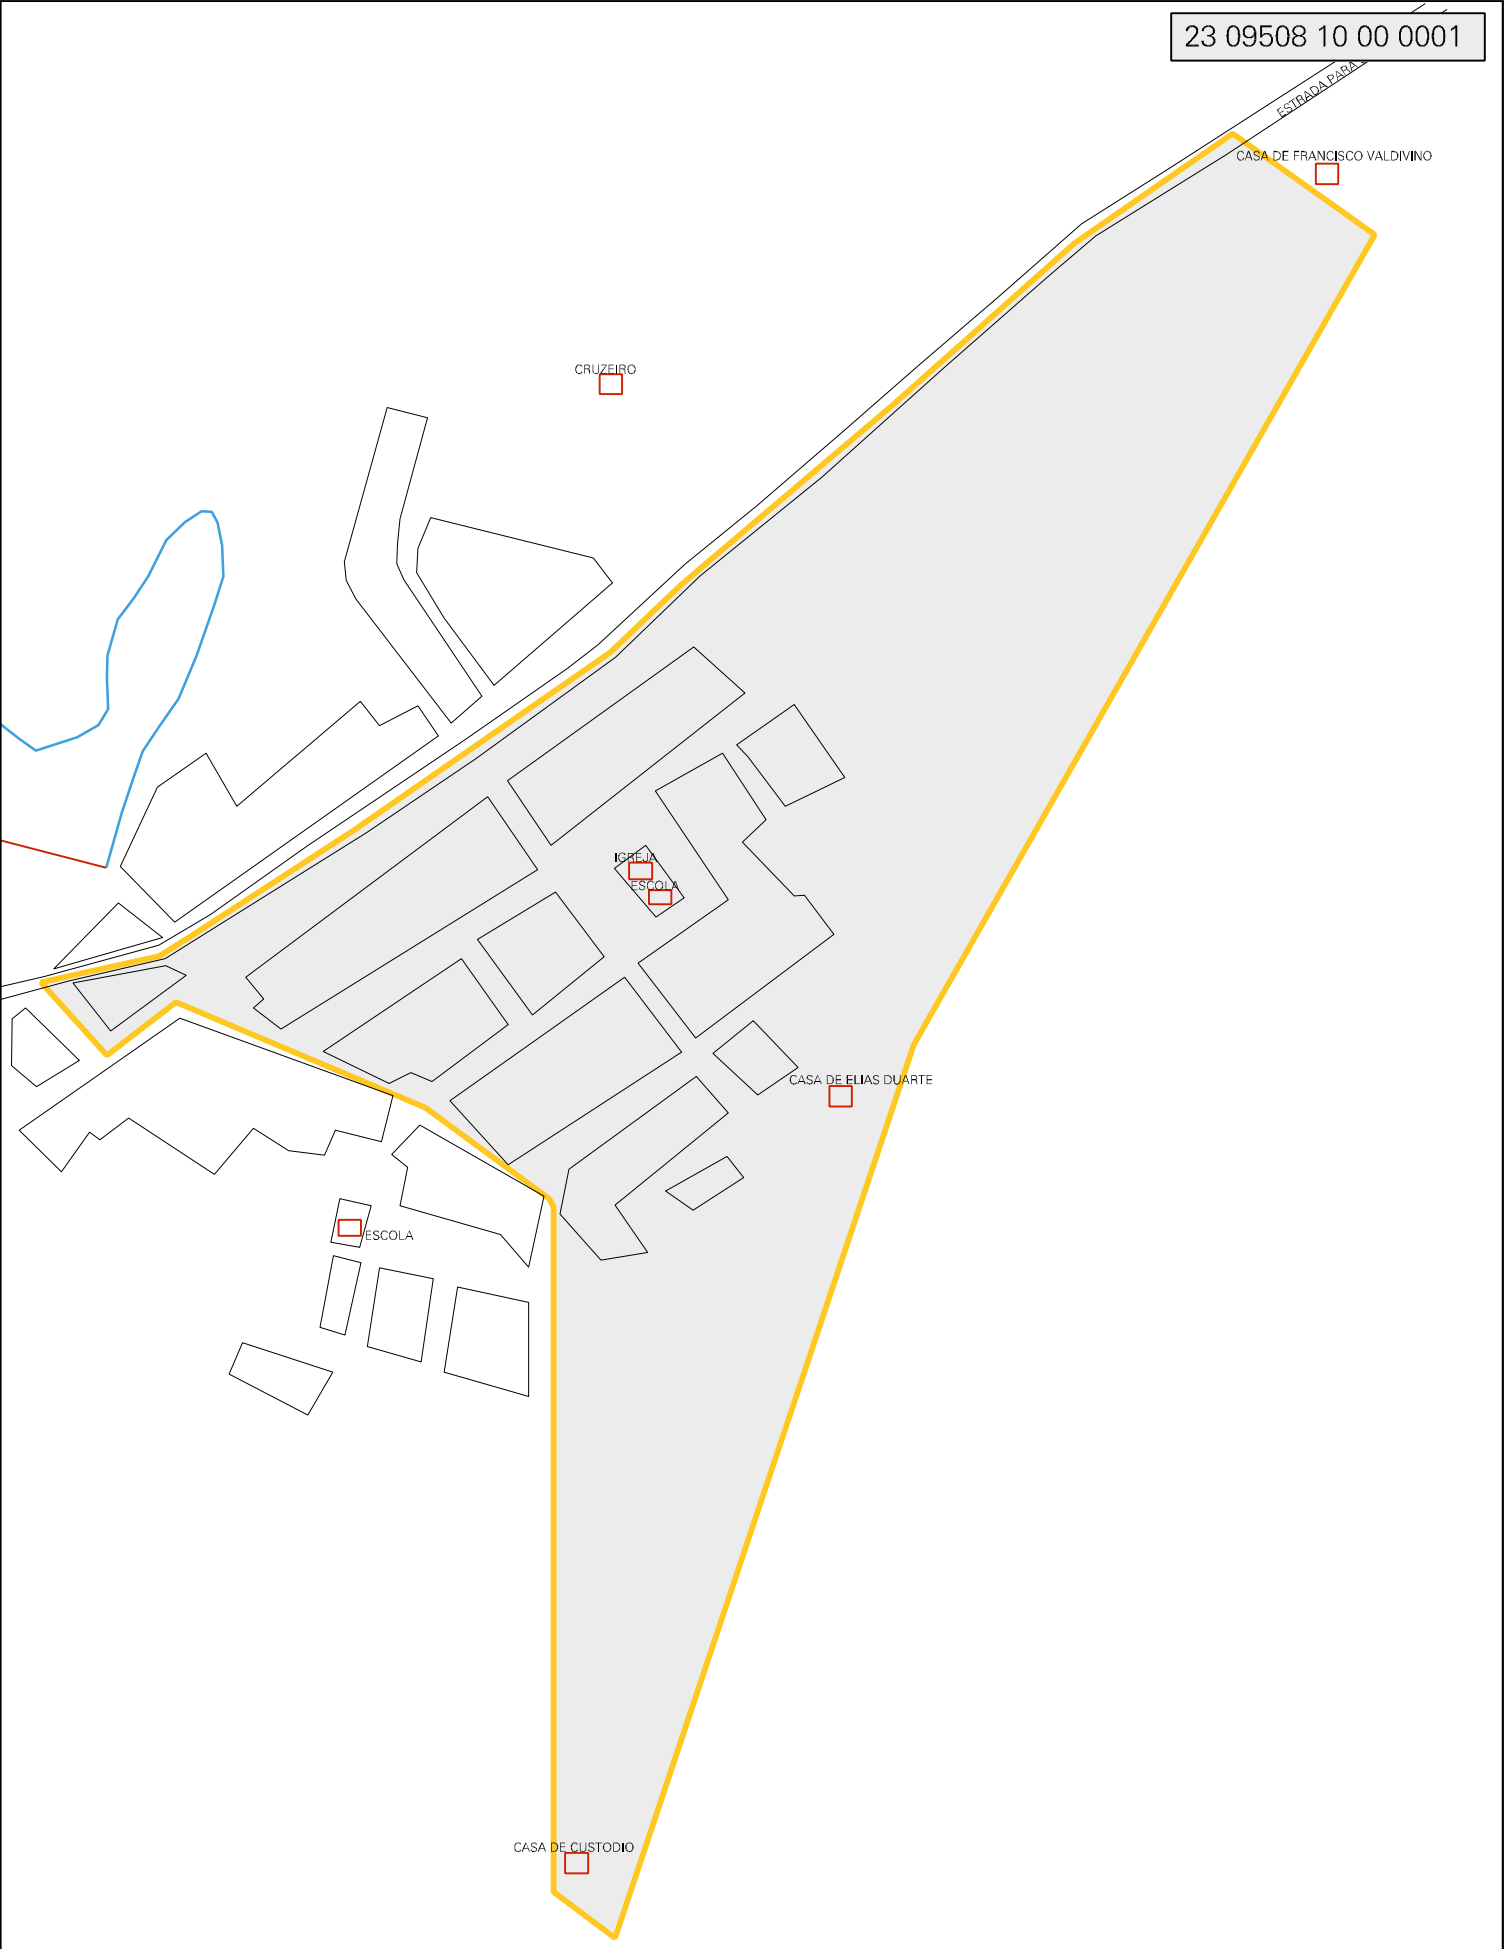 23 09508 10 00 0001
ESTRADA PARA
CASA DE FRANCISCO VALDIVINO
CRUZEIRO
IGREJA
ESCOLA
CASA DE ELIAS DUARTE
ESCOLA
CASA DE CUSTODIO